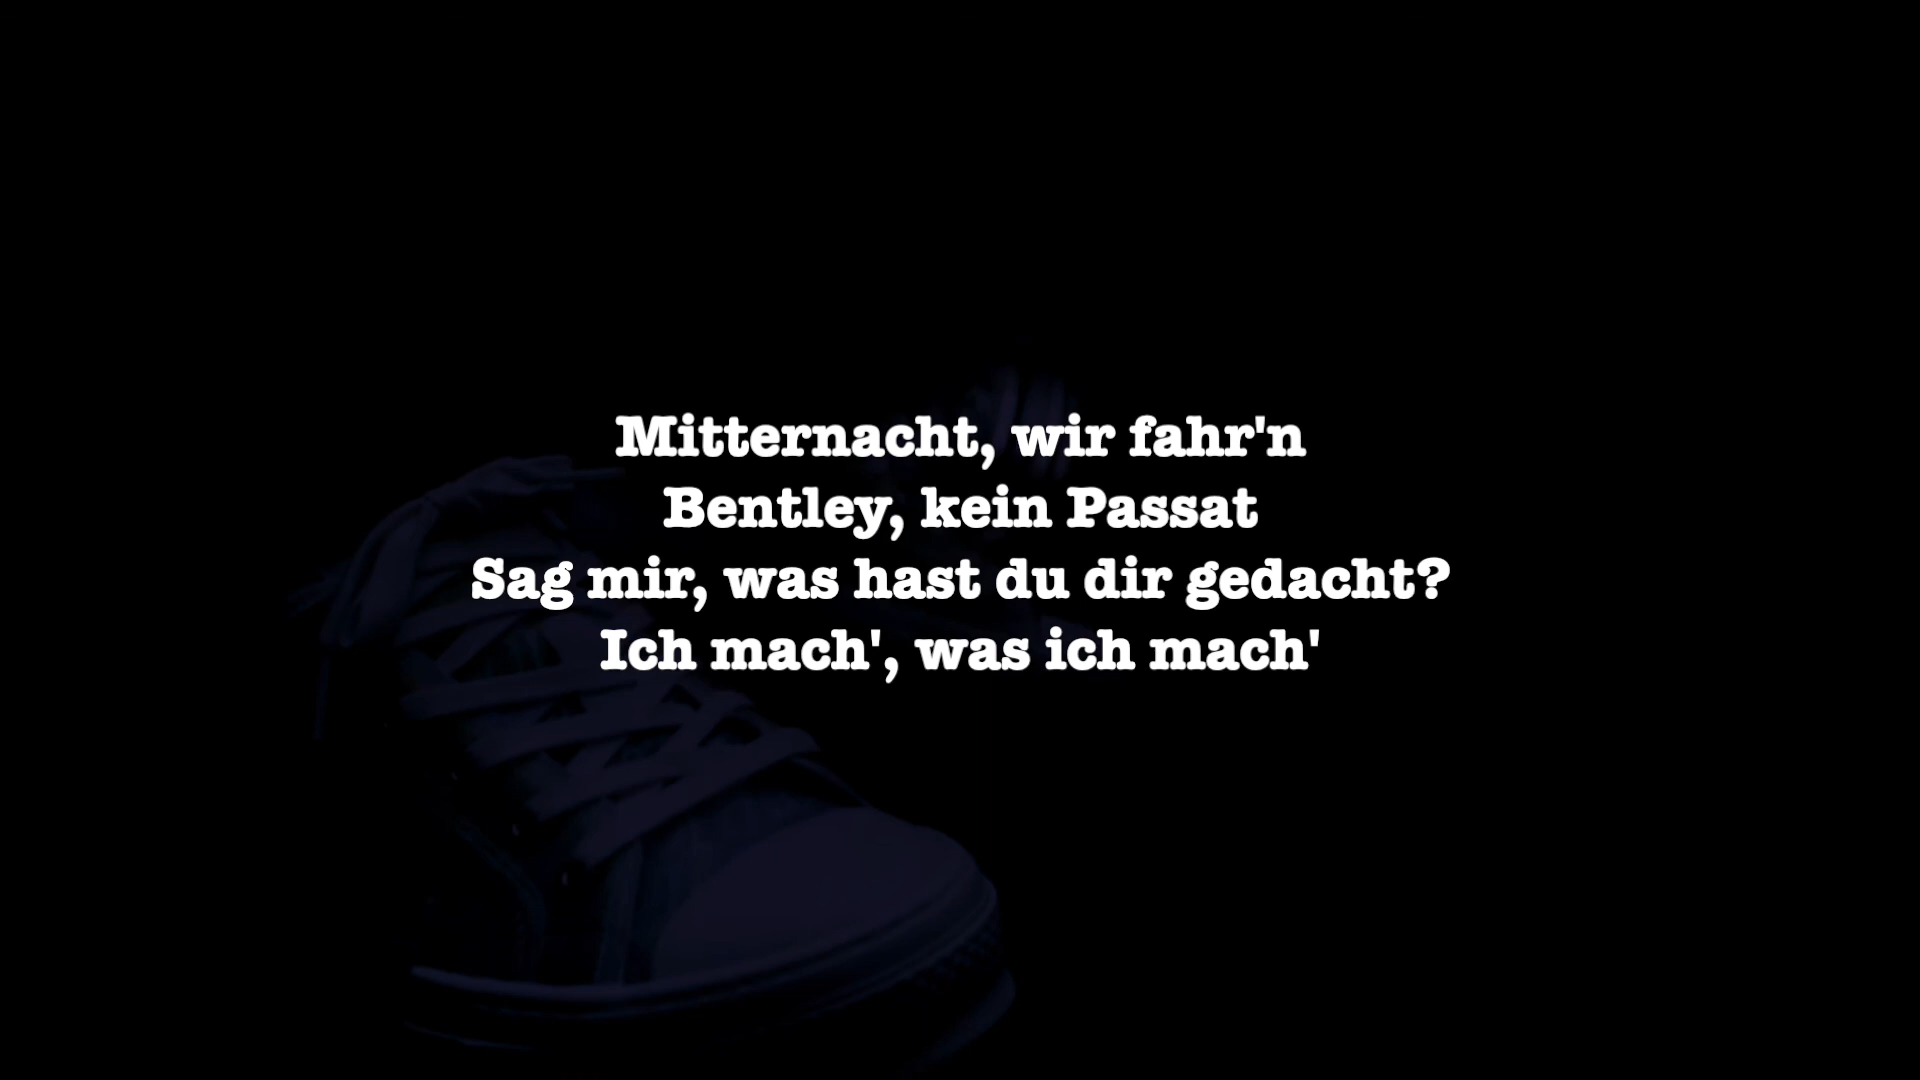 Mitternacht, wir fahr'n
Bentley, kein Passat
Sag mir, was hast du dir gedacht?
Ich mach', was ich mach'